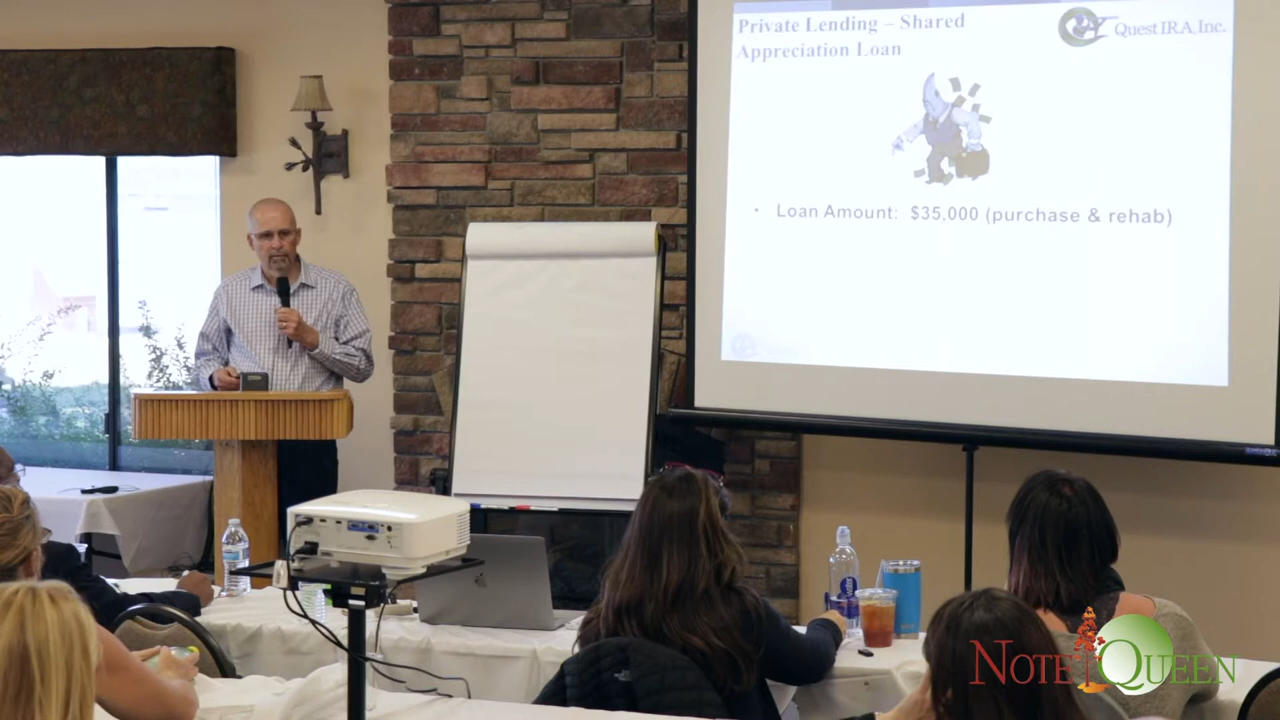 Private Lending – Shared
Appreciation Loan
Quest IRA, Inc.
• Loan Amount: $35,000 (purchase & rehab)
NOTE QUEEN